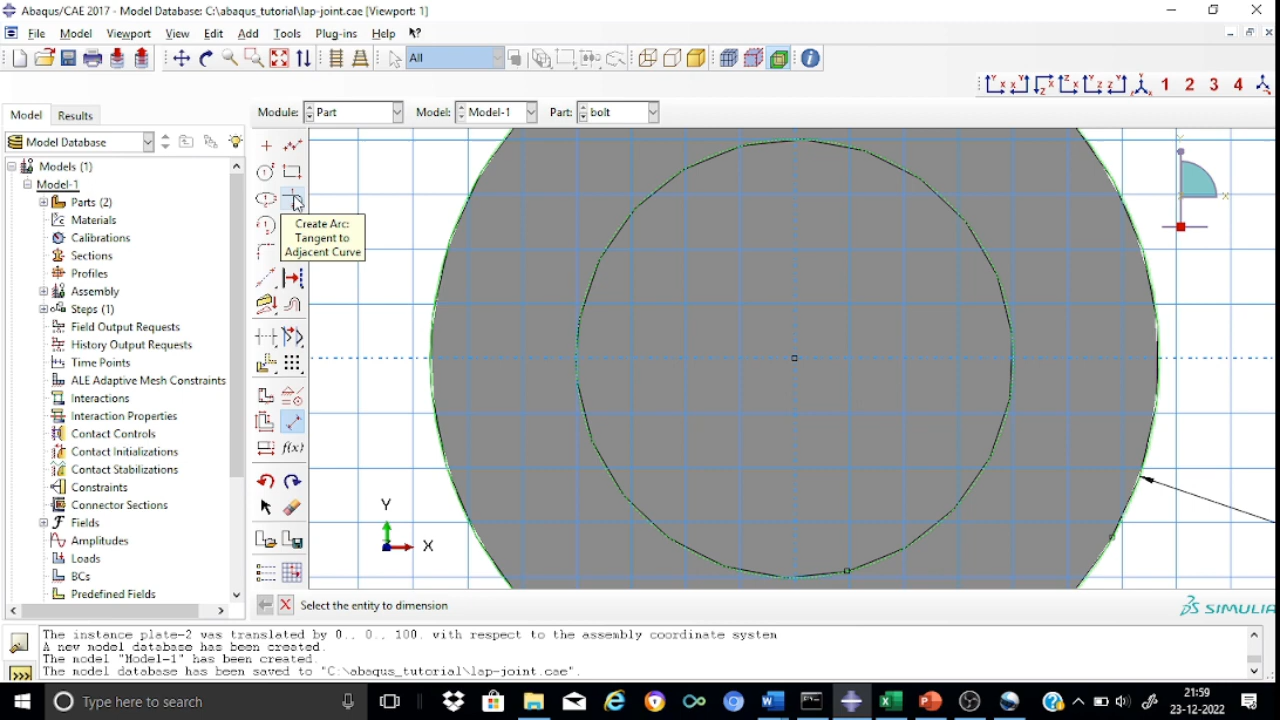 Abaqus/CAE 2017 - Model Database: C:\abaqus_tutorial\lap-joint.cae [Viewport: 1]
File Model Viewport View Edit Add Tools Plug-ins Help
All
1 2 3 4
Model Results
Module: Part Model: Model-1 Part: bolt
Model Database
Models (1)
Model-1
Parts (2)
Materials
Calibrations
Sections
Profiles
Assembly
Steps (1)
Field Output Requests
History Output Requests
Time Points
ALE Adaptive Mesh Constraints
Interactions
Interaction Properties
Contact Controls
Contact Initializations
Contact Stabilizations
Constraints
Connector Sections
Fields
Amplitudes
Loads
BCs
Predefined Fields
Create Arc:
Tangent to
Adjacent Curve
f(x)
Y
X
Select the entity to dimension
SIMULIA
The instance plate-2 was translated by 0., 0., 100. with respect to the assembly coordinate system
A new model database has been created.
The model "Model-1" has been created.
The model database has been saved to "C:\abaqus_tutorial\lap-joint.cae".
Type here to search
21:59
23-12-2022